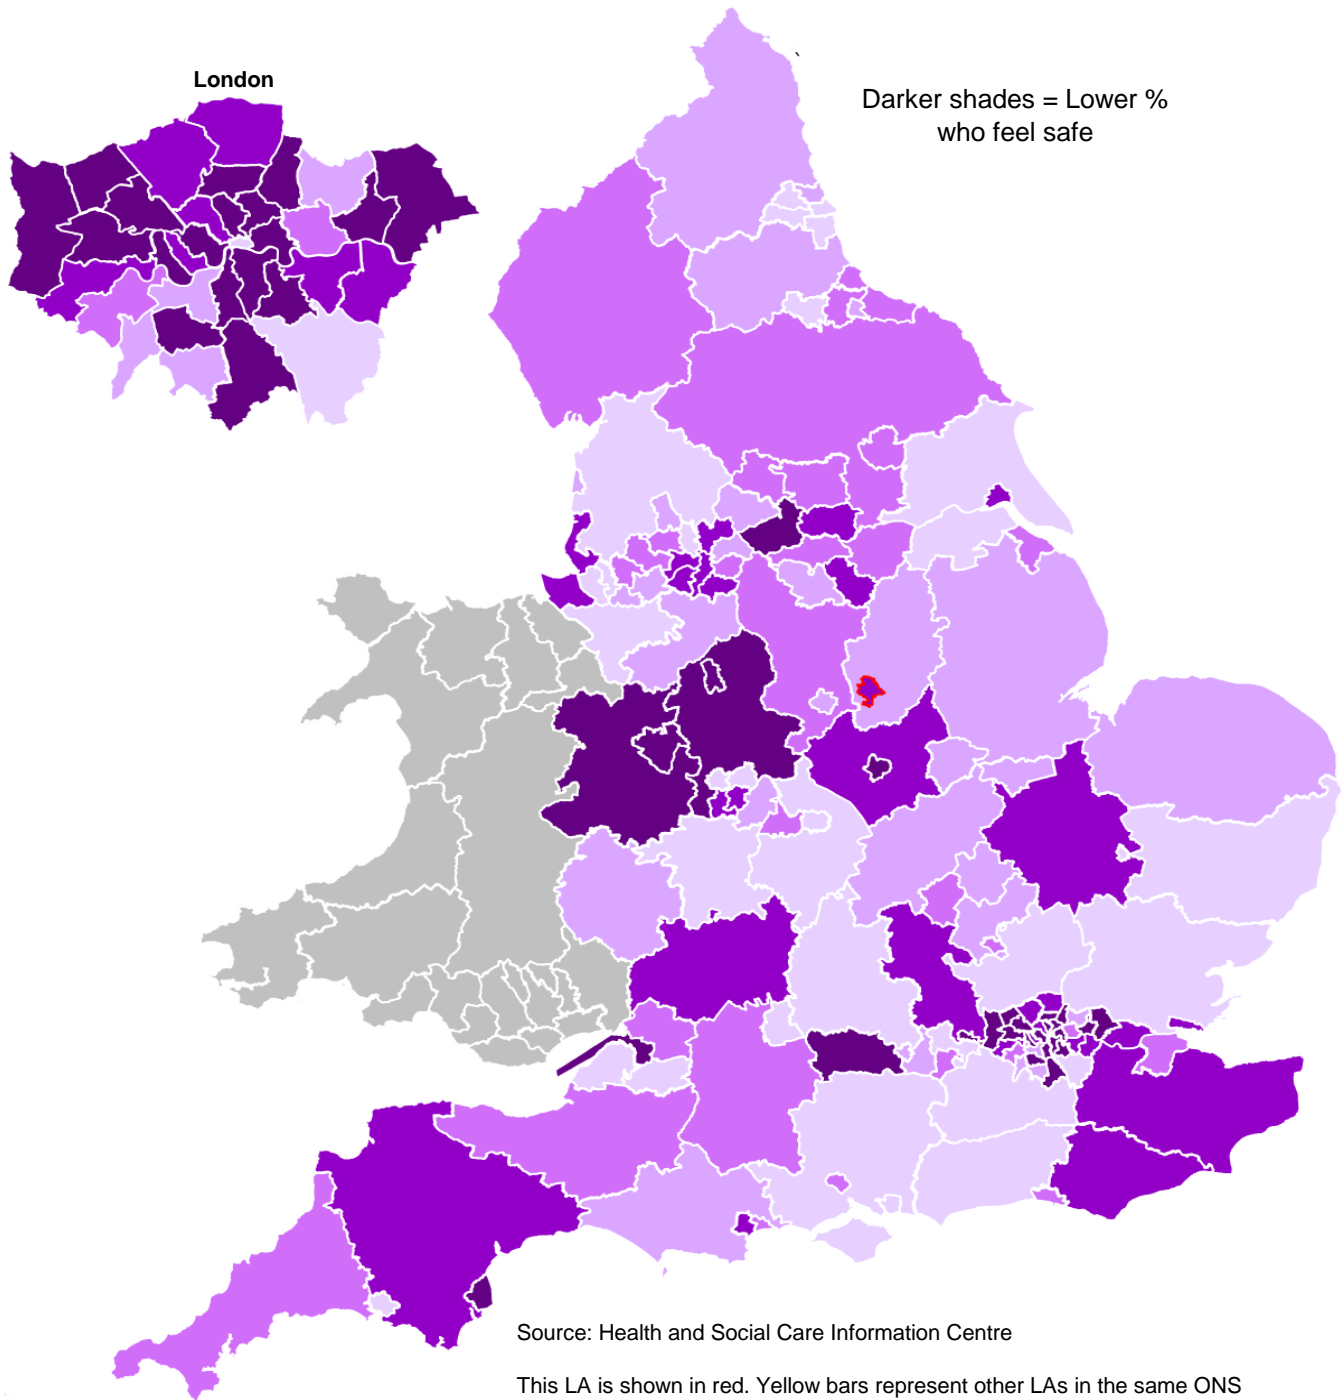 London
Darker shades = Lower %
who feel safe
Source: Health and Social Care Information Centre
This LA is shown in red. Yellow bars represent other LAs in the same ONS